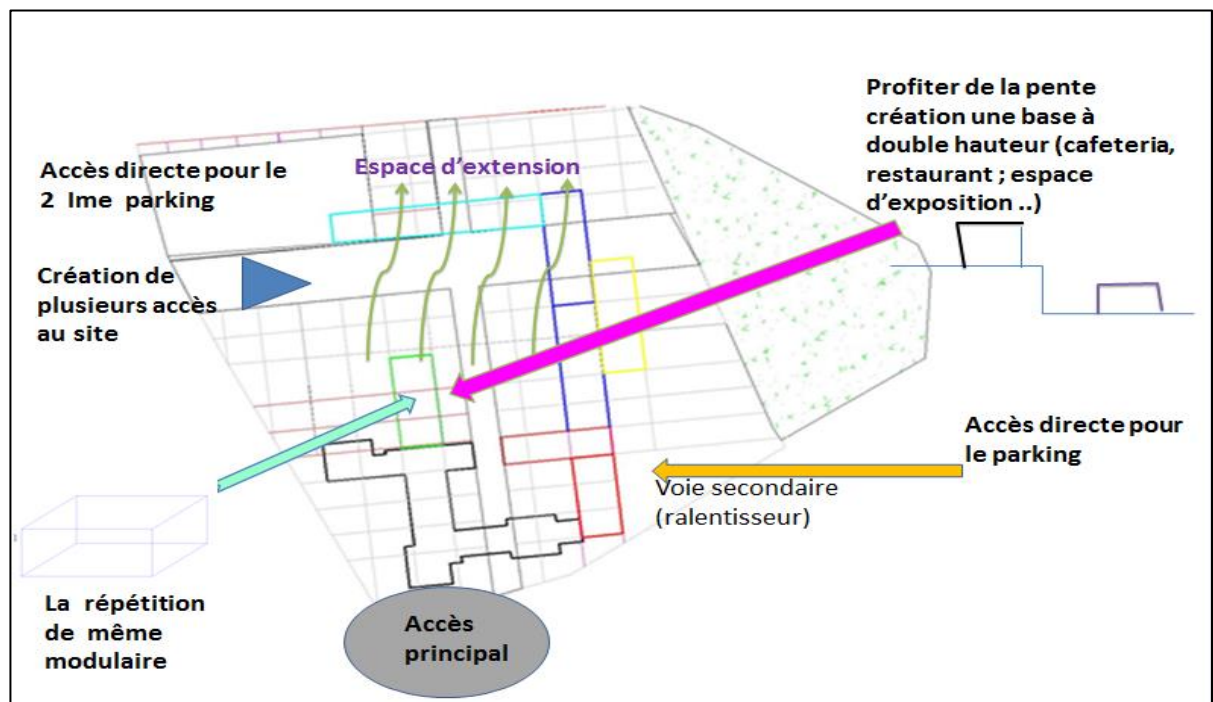 Profiter de la pente
création une base à
double hauteur (cafeteria,
restaurant ; espace
d'exposition ..)
Accès directe pour le
2 Ime parking
Espace d'extension
Création de
plusieurs accès
au site
Accès directe pour
le parking
Voie secondaire
(ralentisseur)
La répétition
de même
modulaire
Accès
principal